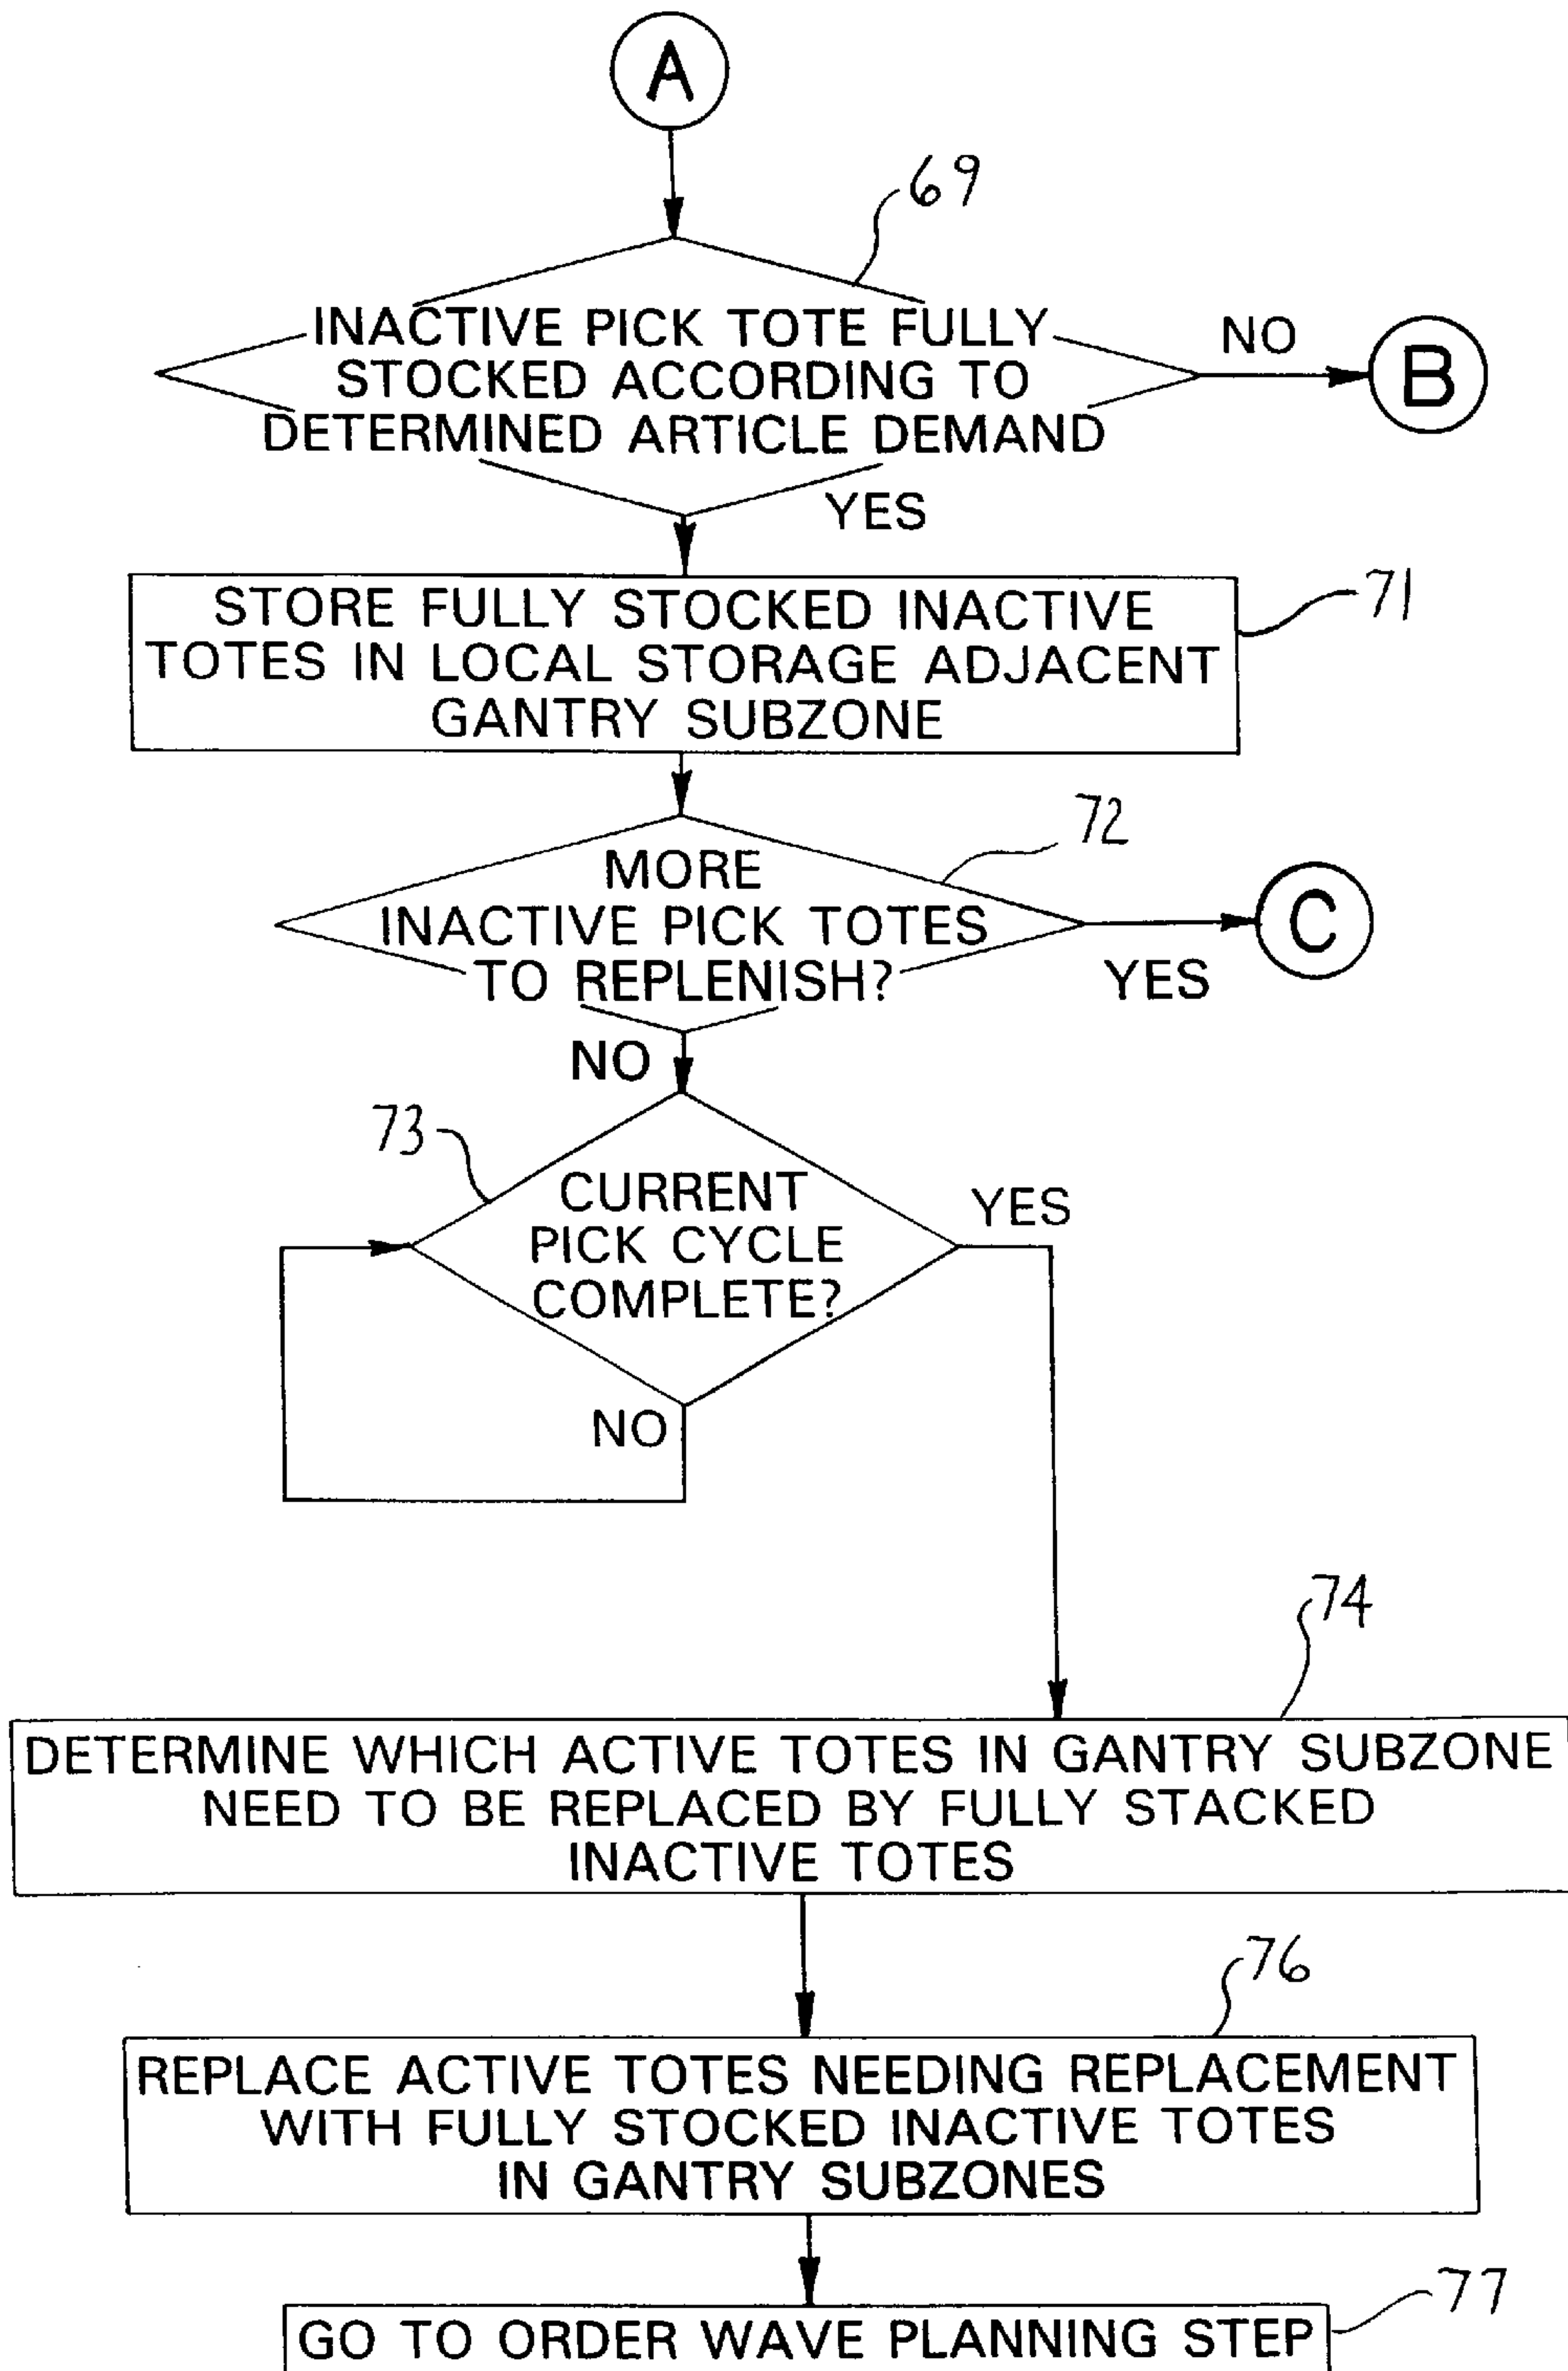 A
69
INACTIVE PICK TOTE FULLY
STOCKED ACCORDING TO
DETERMINED ARTICLE DEMAND
NO
B
YES
STORE FULLY STOCKED INACTIVE
TOTES IN LOCAL STORAGE ADJACENT
GANTRY SUBZONE
71
72
MORE
INACTIVE PICK TOTES
TO REPLENISH?
C
YES
NO
73
CURRENT
PICK CYCLE
COMPLETE?
YES
NO
74
DETERMINE WHICH ACTIVE TOTES IN GANTRY SUBZONE
NEED TO BE REPLACED BY FULLY STACKED
INACTIVE TOTES
76
REPLACE ACTIVE TOTES NEEDING REPLACEMENT
WITH FULLY STOCKED INACTIVE TOTES
IN GANTRY SUBZONES
77
GO TO ORDER WAVE PLANNING STEP